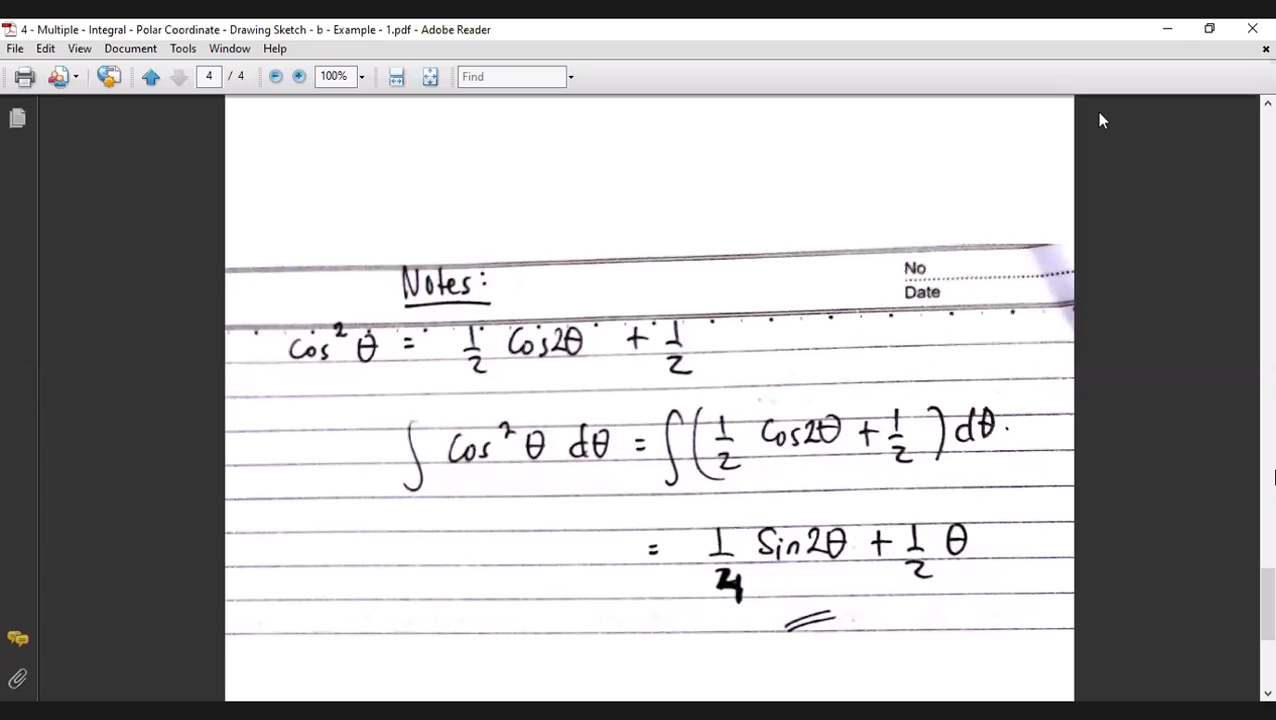 4 - Multiple - Integral - Polar Coordinate - Drawing Sketch - b - Example - 1.pdf - Adobe Reader
File Edit View Document Tools Window Help
4 / 4 100% Find
Notes:
No
Date
cos² θ = 1/2 Cos2θ + 1/2
∫ Cos² θ dθ = ∫ (1/2 Cos2θ + 1/2) dθ.
= 1/4 Sin2θ + 1/2 θ